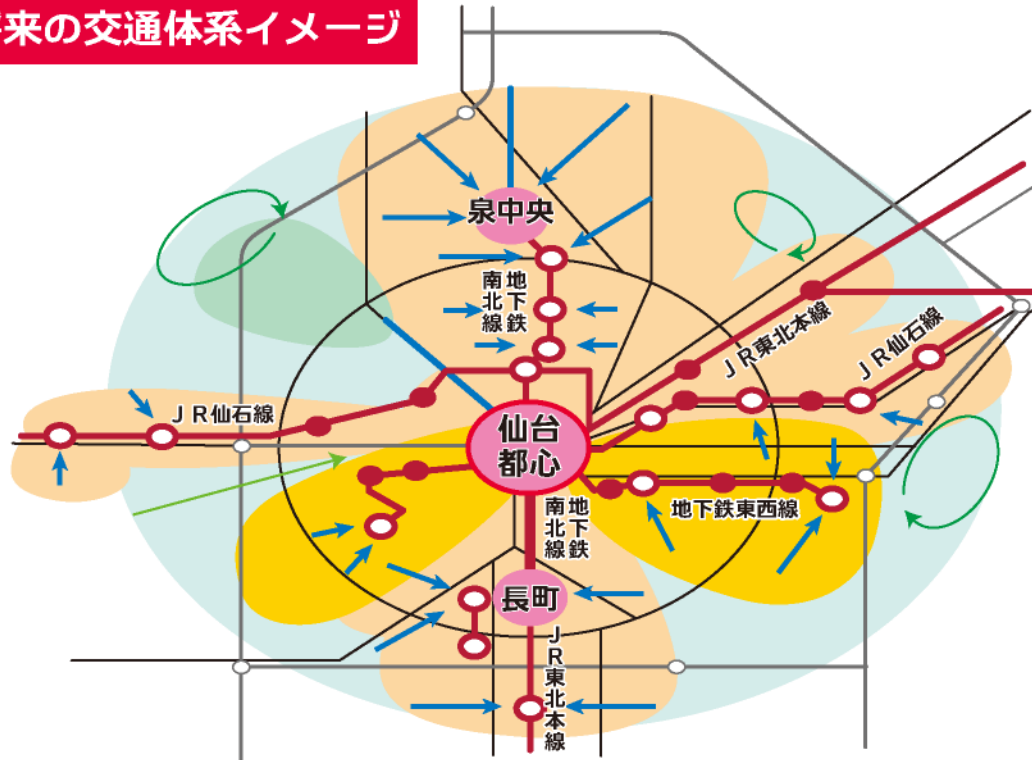 来の交通体系イメージ
泉中央
地下鉄
南北線
JR東北本線
JR仙石線
JR仙石線
仙台
都心
地下鉄東西線
地下鉄
南北線
長町
JR東北本線